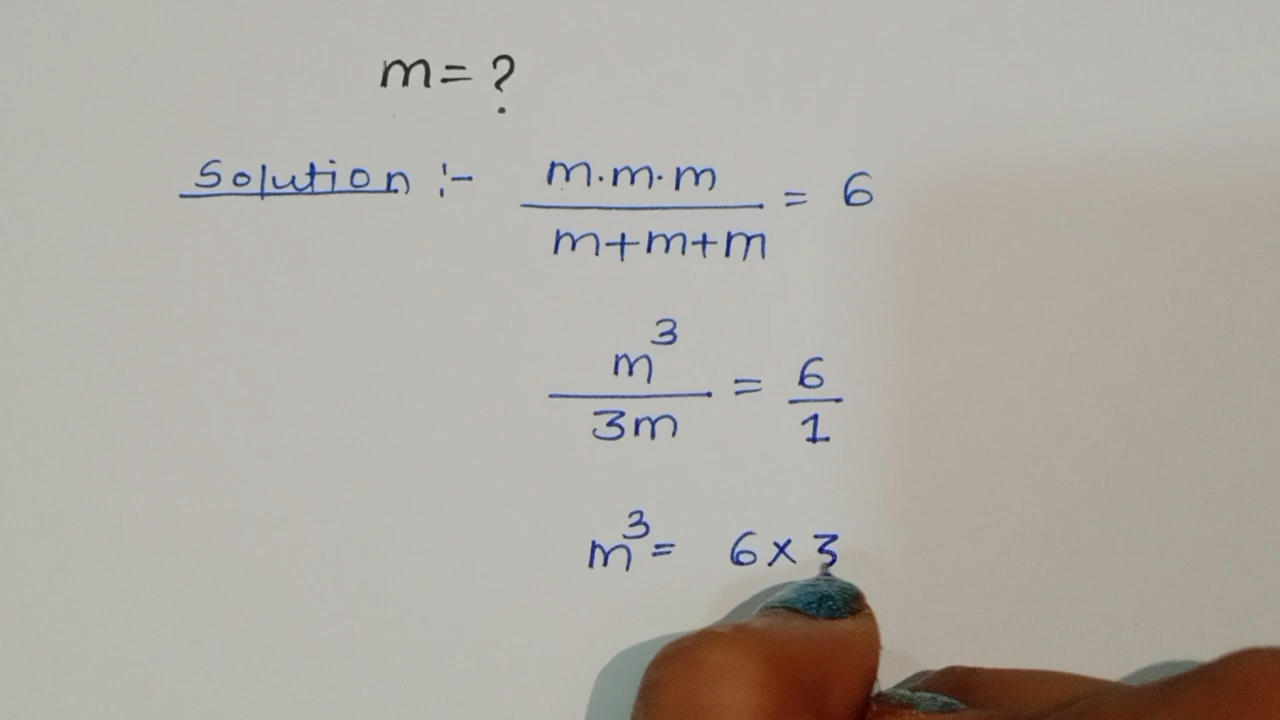 m = ?
Solution :- m·m·m / m+m+m = 6
m³ / 3m = 6 / 1
m³ = 6 × 3